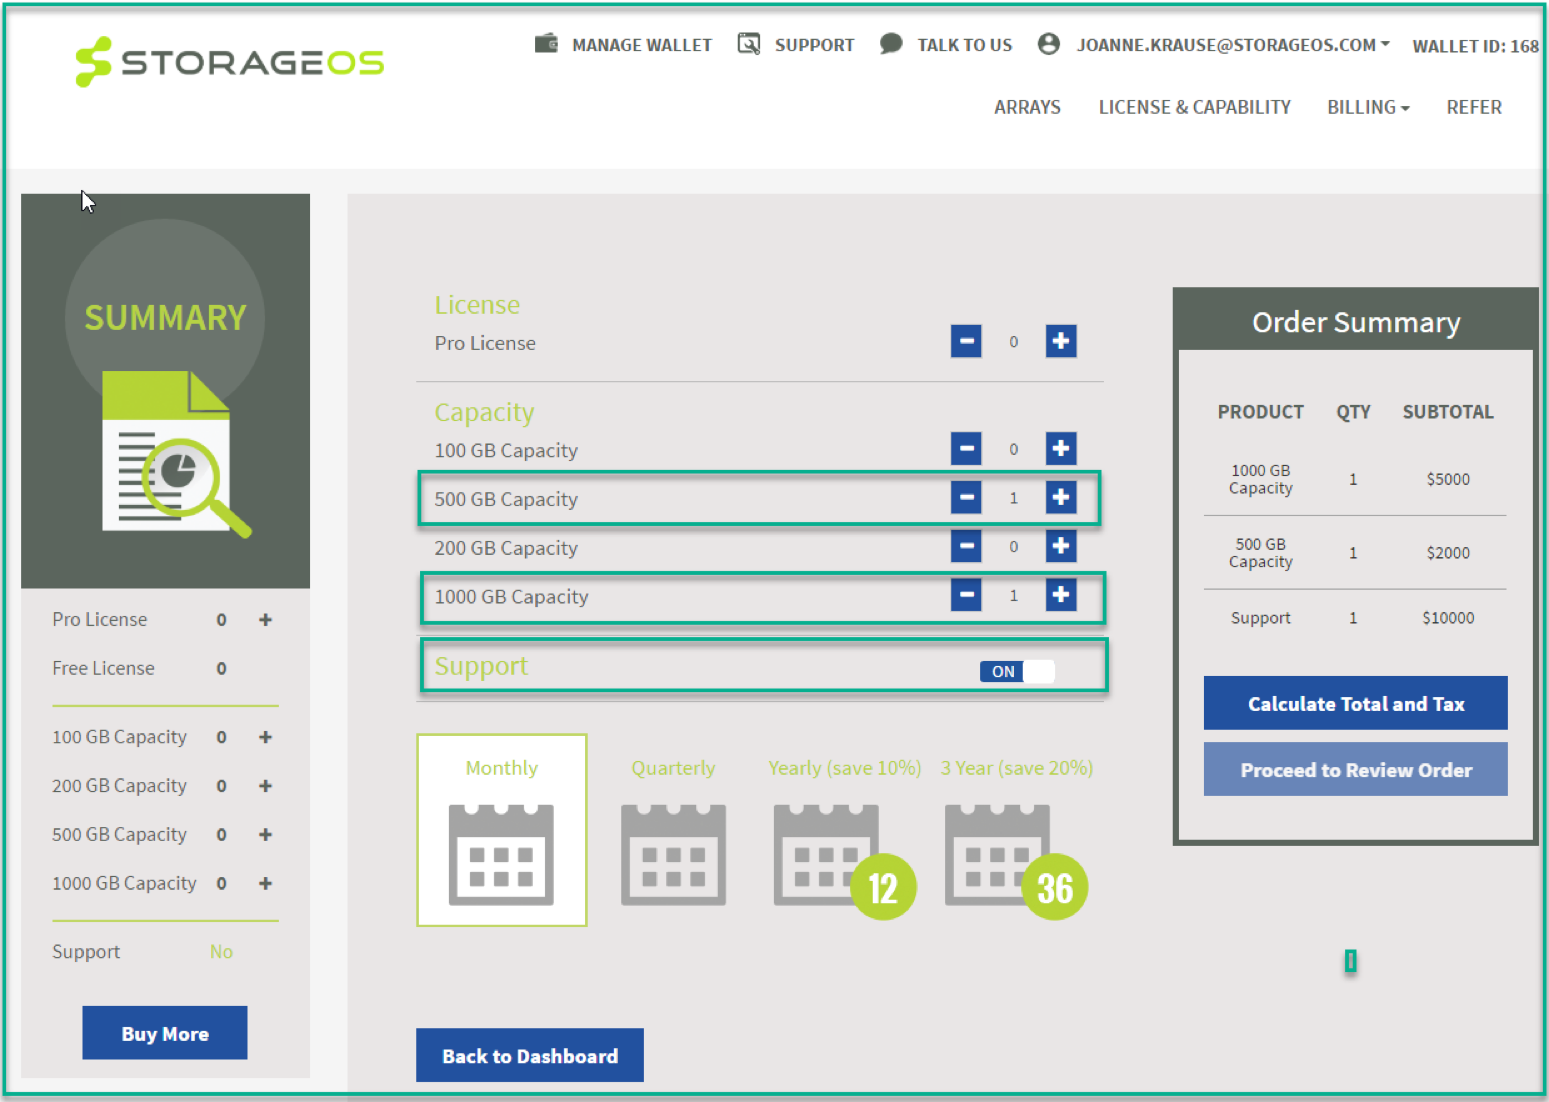 STORAGEOS
MANAGE WALLET SUPPORT TALK TO US JOANNE.KRAUSE@STORAGEOS.COM WALLET ID: 168
ARRAYS LICENSE & CAPABILITY BILLING REFER
SUMMARY
Pro License 0 +
Free License 0
100 GB Capacity 0 +
200 GB Capacity 0 +
500 GB Capacity 0 +
1000 GB Capacity 0 +
Support No
Buy More
License
Pro License - 0 +
Capacity
100 GB Capacity - 0 +
500 GB Capacity - 1 +
200 GB Capacity - 0 +
1000 GB Capacity - 1 +
Support ON
Monthly Quarterly Yearly (save 10%) 3 Year (save 20%)
12 36
Back to Dashboard
Order Summary
PRODUCT QTY SUBTOTAL
1000 GB
Capacity 1 $5000
500 GB
Capacity 1 $2000
Support 1 $10000
Calculate Total and Tax
Proceed to Review Order